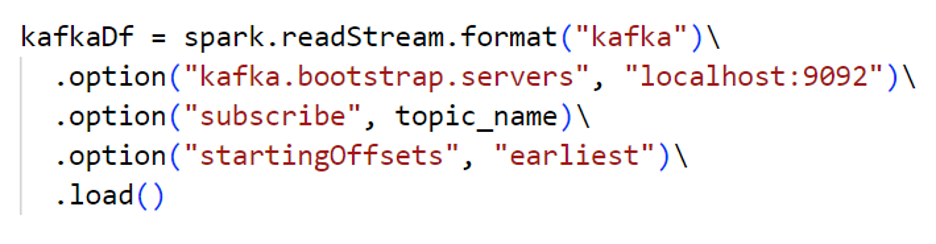 kafkaDf = spark.readStream.format("kafka")\
.option("kafka.bootstrap.servers", "localhost:9092")\
.option("subscribe", topic_name)\
.option("startingOffsets", "earliest")\
.load()